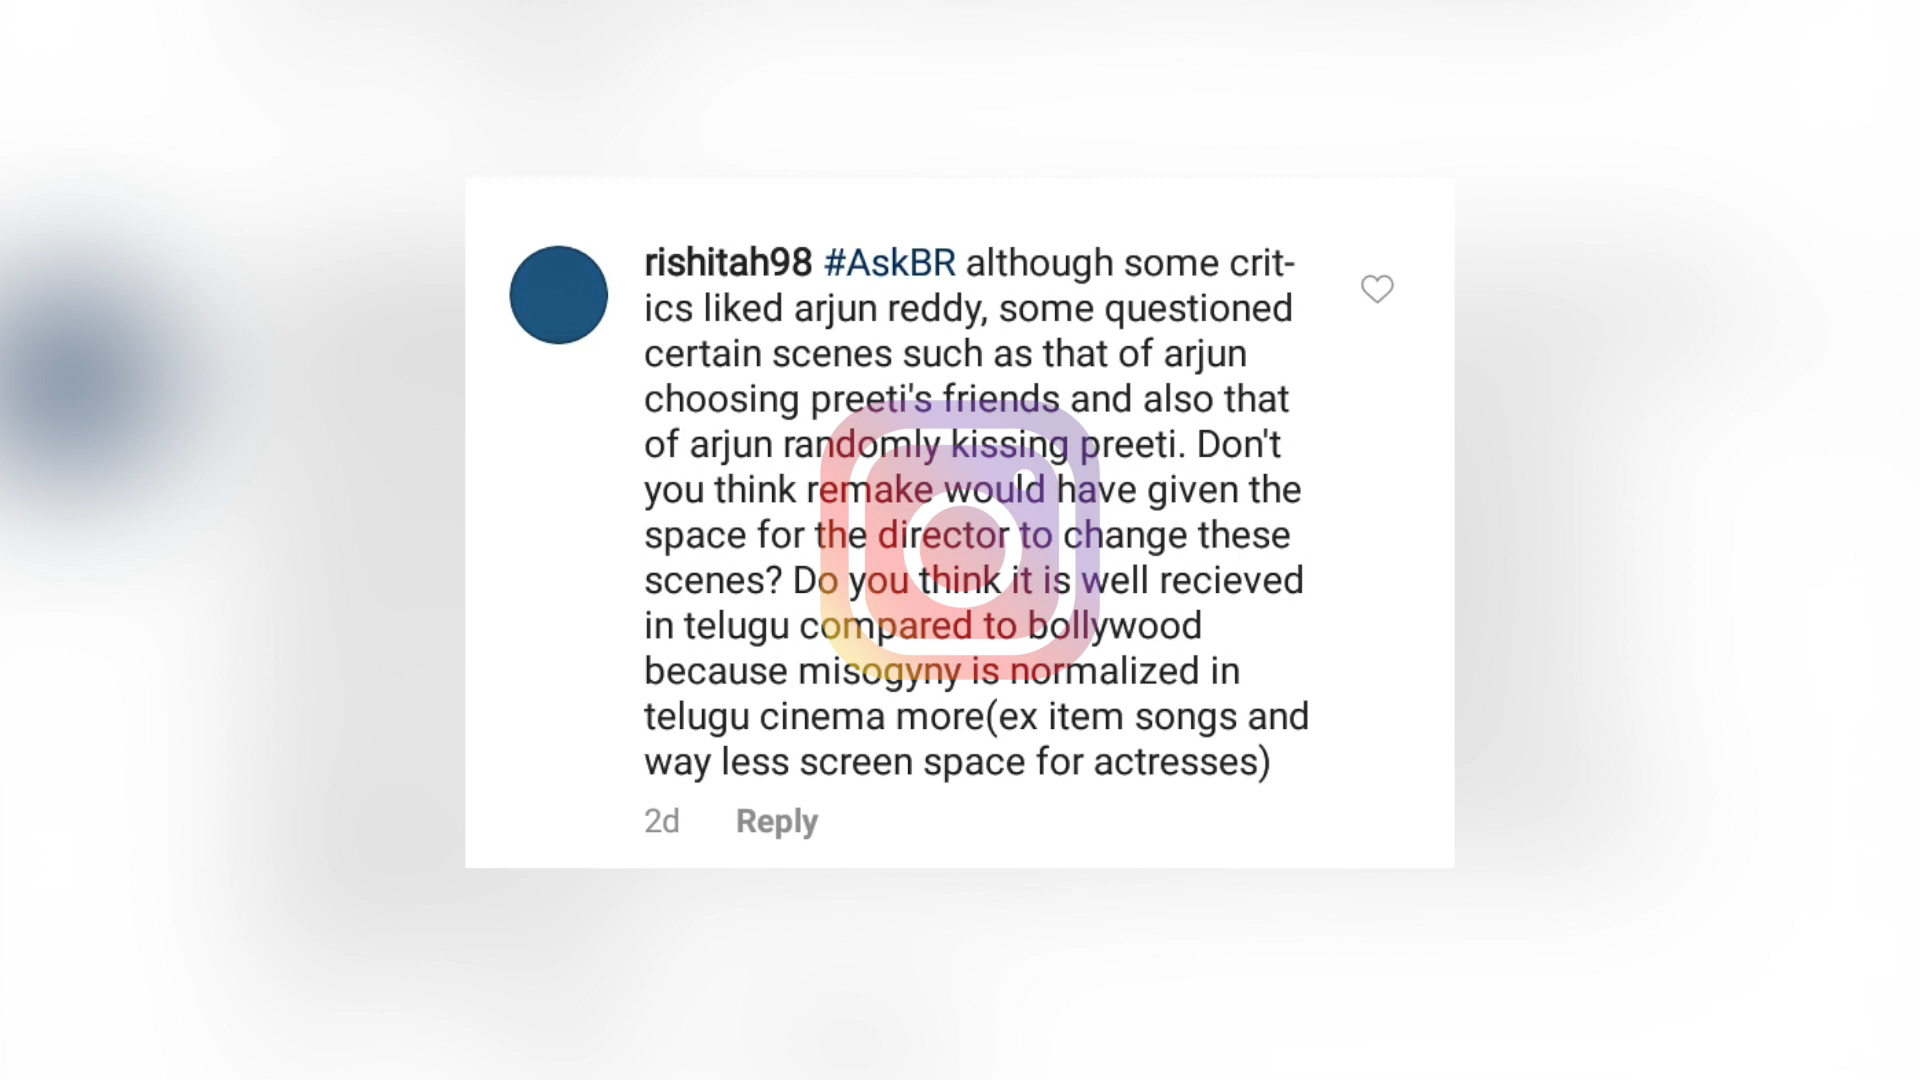 rishitah98 #AskBR although some crit-
ics liked arjun reddy, some questioned
certain scenes such as that of arjun
choosing preeti's friends and also that
of arjun randomly kissing preeti. Don't
you think remake would have given the
space for the director to change these
scenes? Do you think it is well recieved
in telugu compared to bollywood
because misogyny is normalized in
telugu cinema more(ex item songs and
way less screen space for actresses)
2d Reply